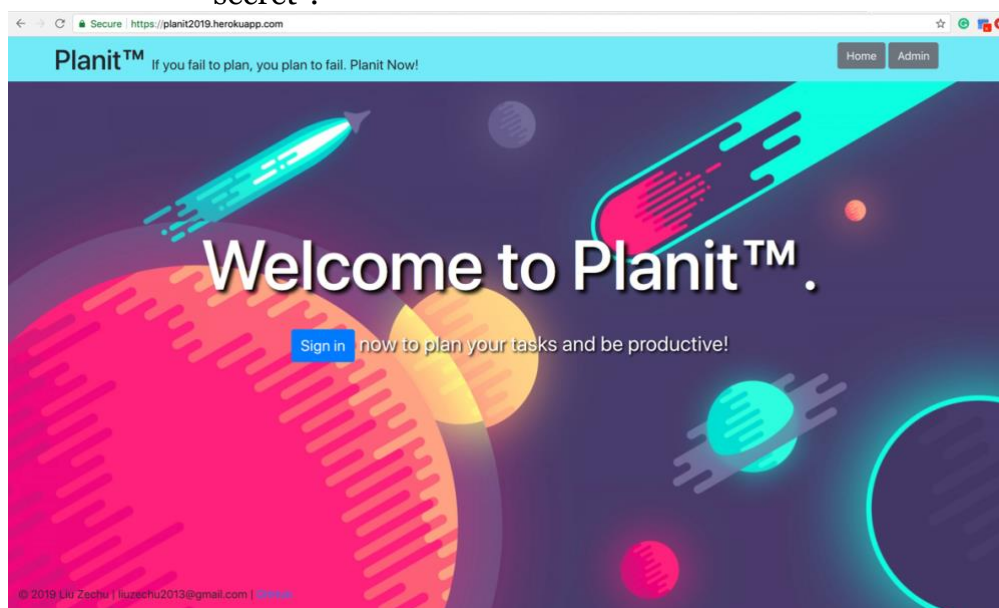 secret".
Secure https://planit2019.herokuapp.com
Planit™ If you fail to plan, you plan to fail. Planit Now!
Home Admin
Welcome to Planit™.
Sign in now to plan your tasks and be productive!
© 2019 Liu Zechu | liuzechu2013@gmail.com |